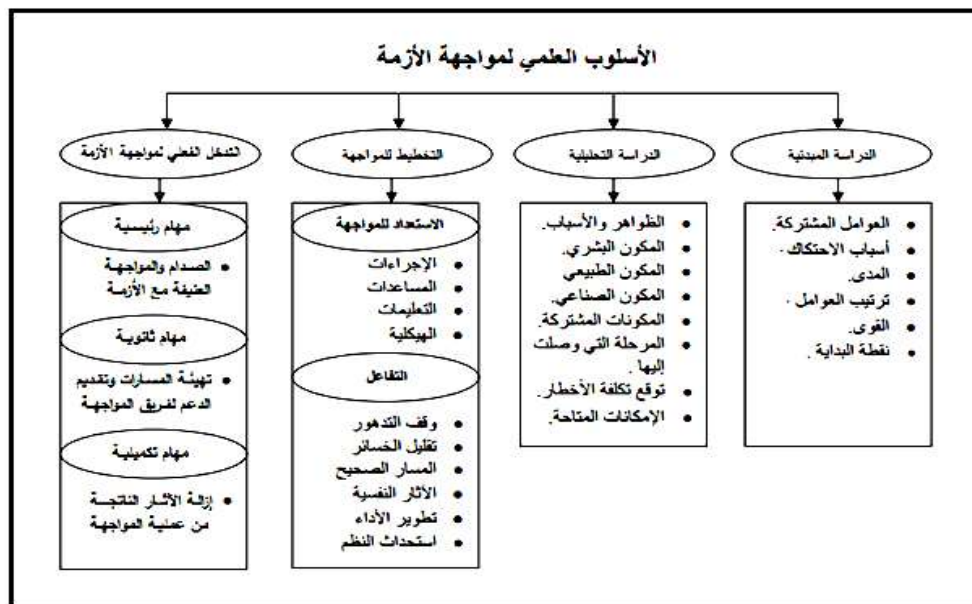 الأسلوب العلمي لمواجهة الأزمة
الدراسة المبدئية
العوامل المشتركة.
أسباب الاحتكاك.
المدى.
ترتيب العوامل.
القوى.
نقطة البداية.
الدراسة التحليلية
الظواهر والأسباب.
المكون البشري.
المكون الطبيعي
المكون الصناعي.
المكونات المشتركة.
المرحلة التي وصلت
إليها.
توقع تكلفة الأخطار.
الإمكانات المتاحة.
التخطيط للمواجهة
الاستعداد للمواجهة
الإجراءات
المساعدات
التعليمات
الهيكلية
التفاعل
وقف التدهور
تقليل الخسائر
المسار الصحيح
الأثار النفسية
تطوير الأداء
استحداث النظم
التدخل الفعلي لمواجهة الأزمة
مهام رئيسية
الصدام والمواجهة
العنيفة مع الأزمة
مهام ثانوية
تهيئة المسارات وتقديم
الدعم لفريق المواجهة
مهام تكميلية
إزالة الأثار الناتجة
من عملية المواجهة